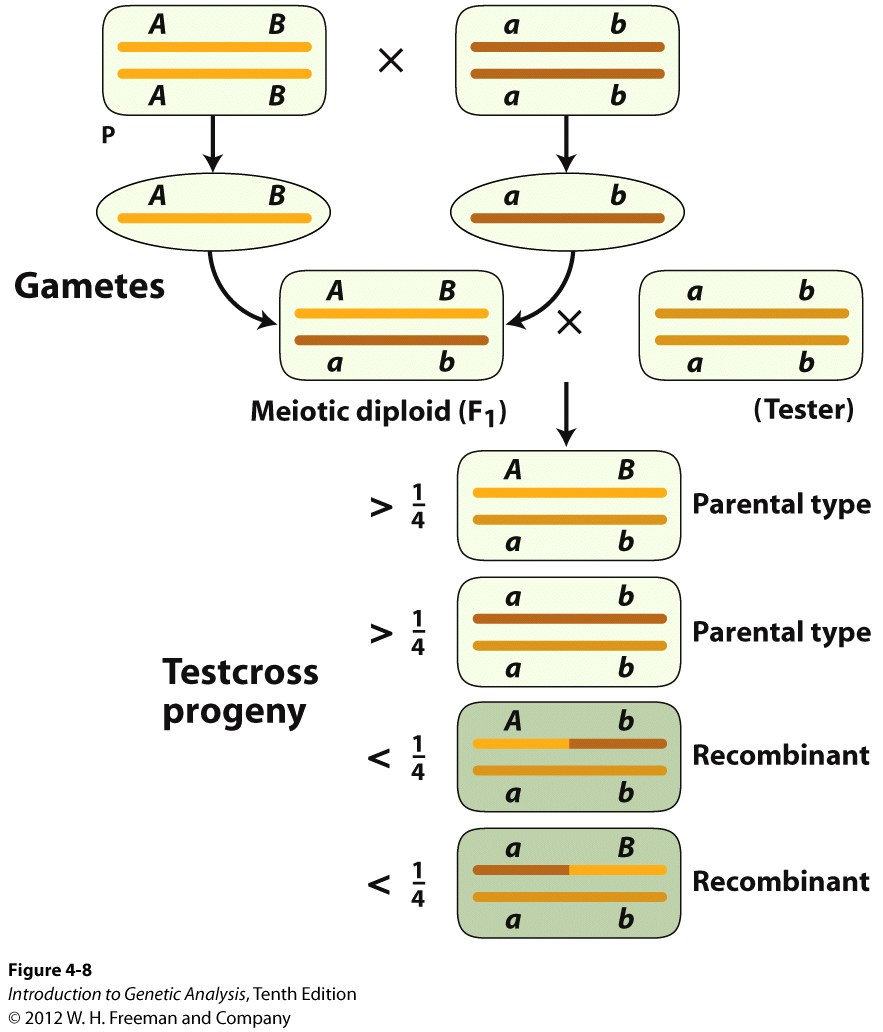 A B a b
×
A B a b
P
A B a b
Gametes
A B a b
×
a b a b
Meiotic diploid (F1) (Tester)
A B
> 1/4 Parental type
a b
a b
> 1/4 Parental type
a b
Testcross
progeny
A b
< 1/4 Recombinant
a b
a B
< 1/4 Recombinant
a b
Figure 4-8
Introduction to Genetic Analysis, Tenth Edition
© 2012 W. H. Freeman and Company